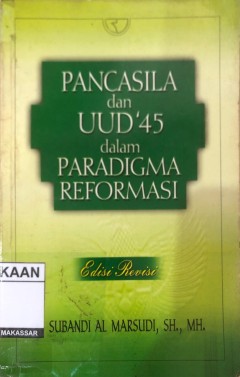 PANCASILA
dan
UUD '45
dalam
PARADIGMA
REFORMASI
Edisi Revisi
KAAN
MAKASSAR
SUBANDI AL MARSUDI, SH., MH.